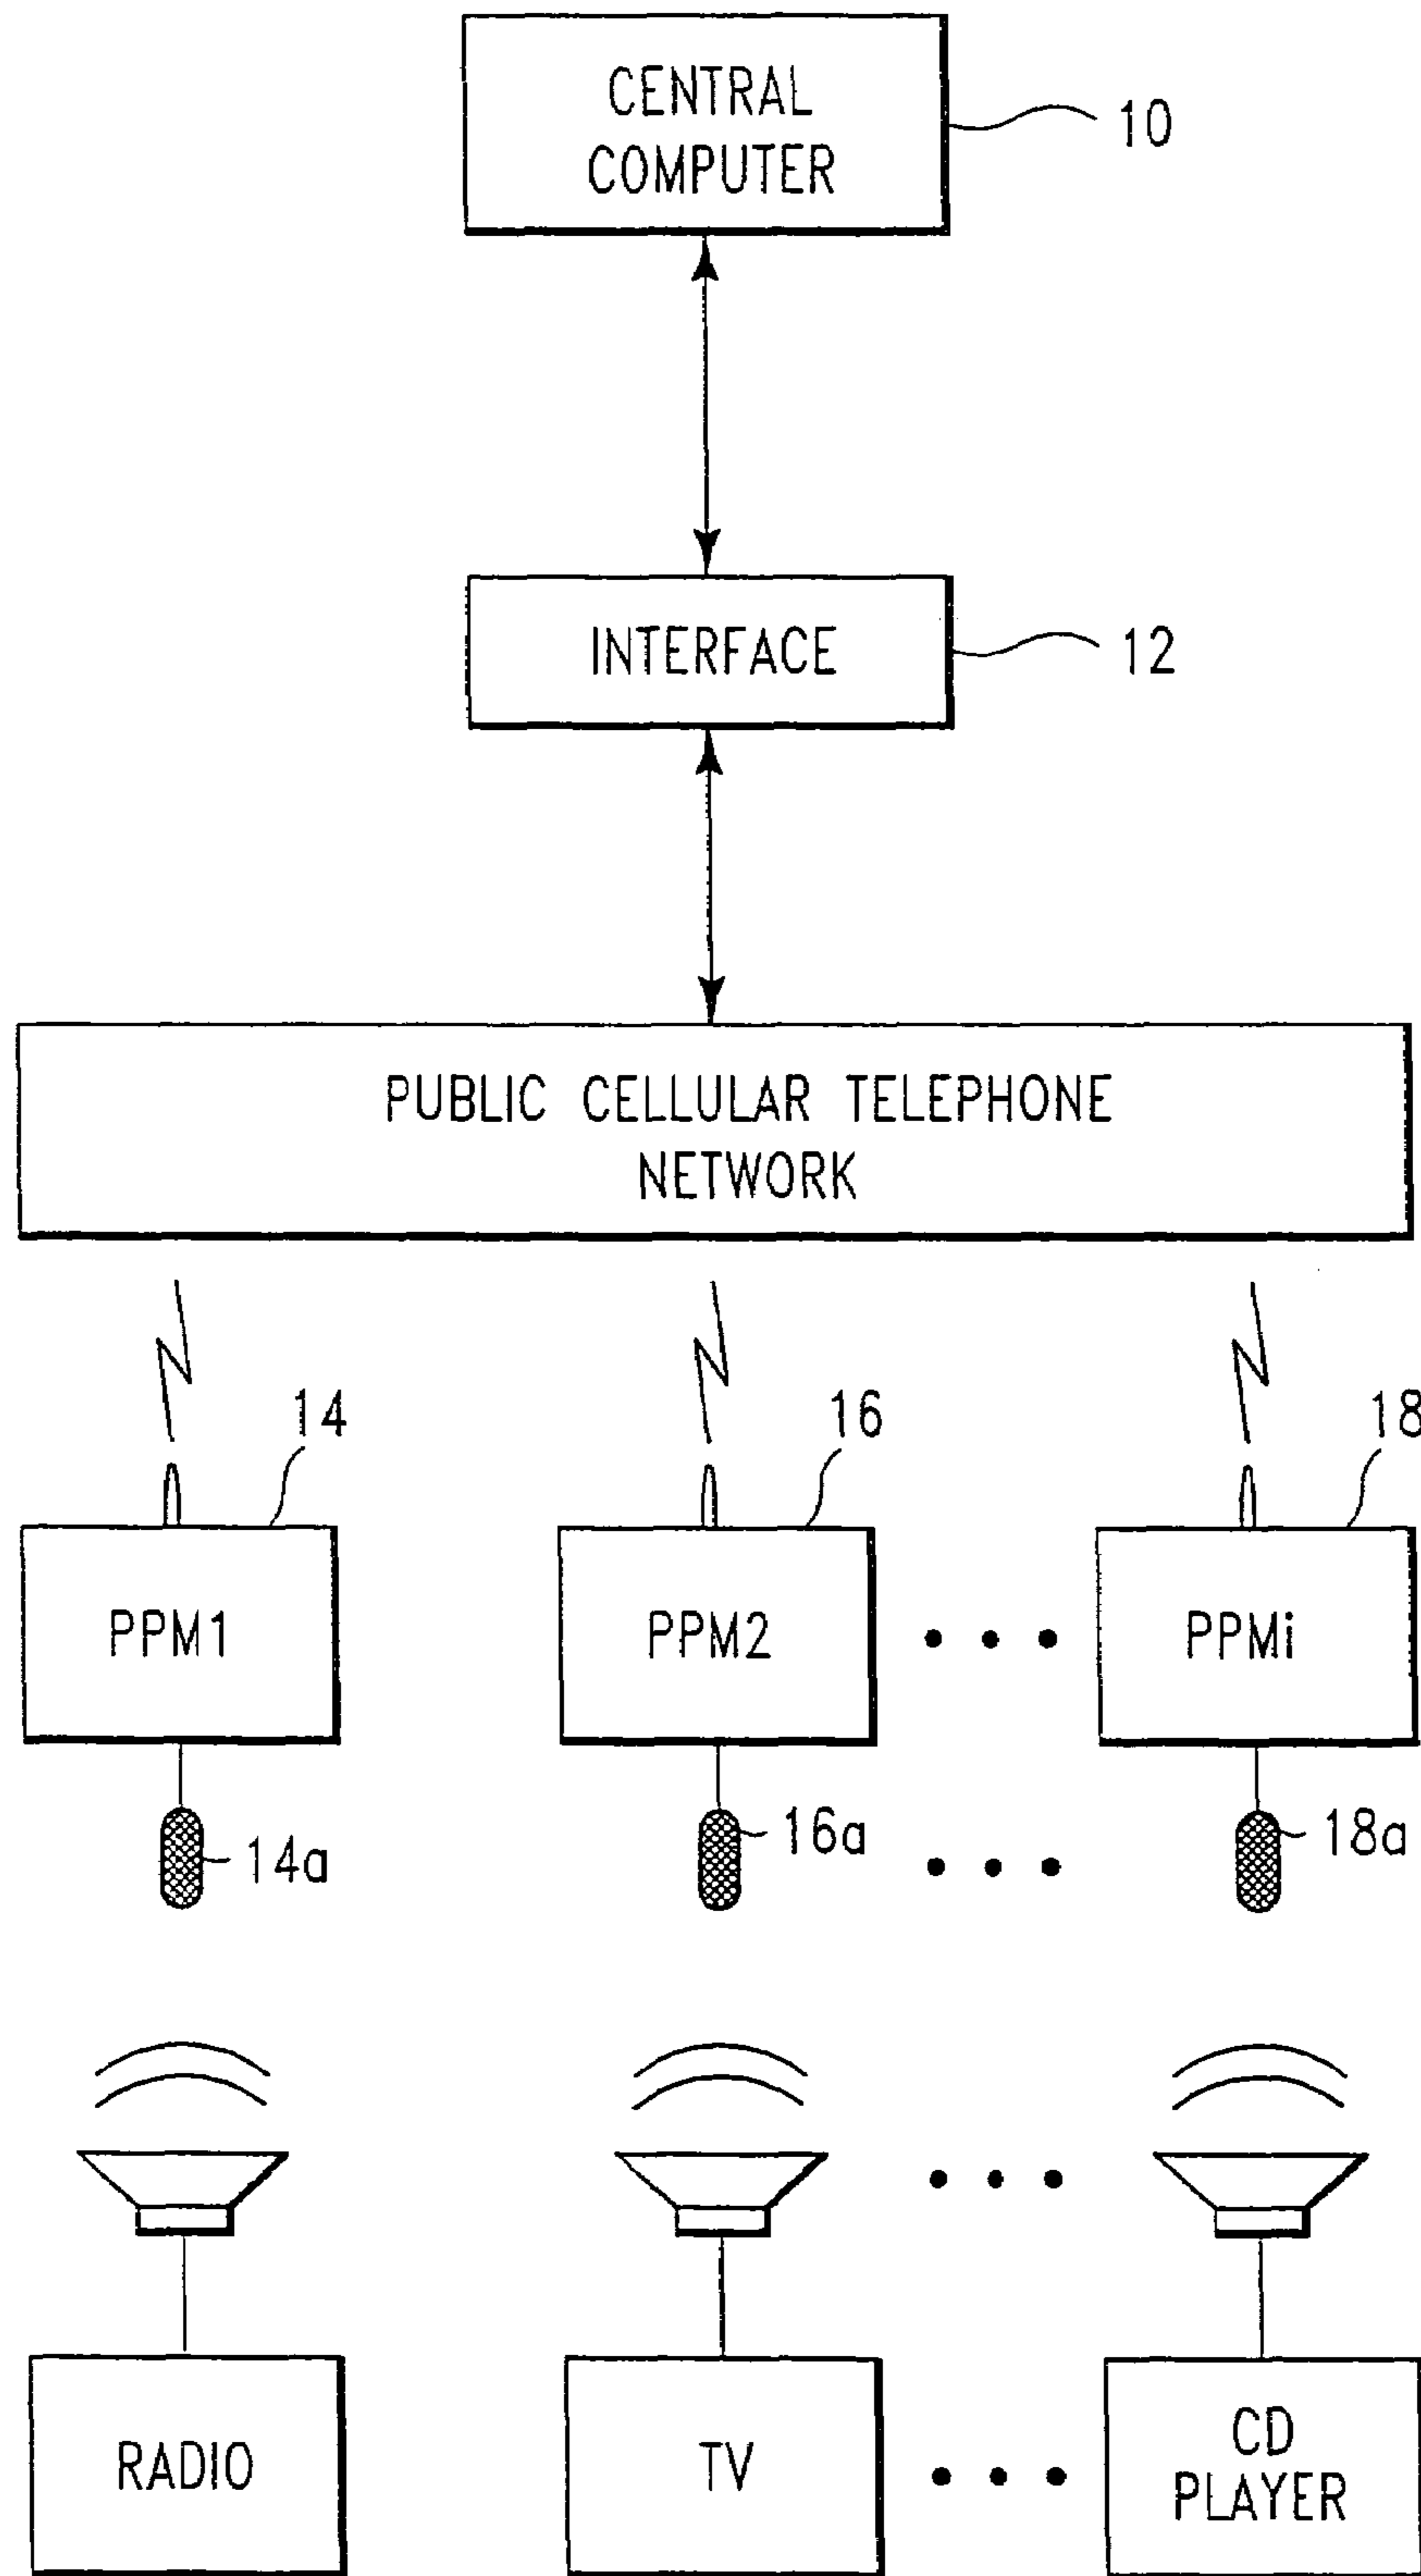 CENTRAL
COMPUTER
10
INTERFACE
12
PUBLIC CELLULAR TELEPHONE
NETWORK
14
16
18
PPM1
PPM2
PPMi
14a
16a
18a
RADIO
TV
CD
PLAYER